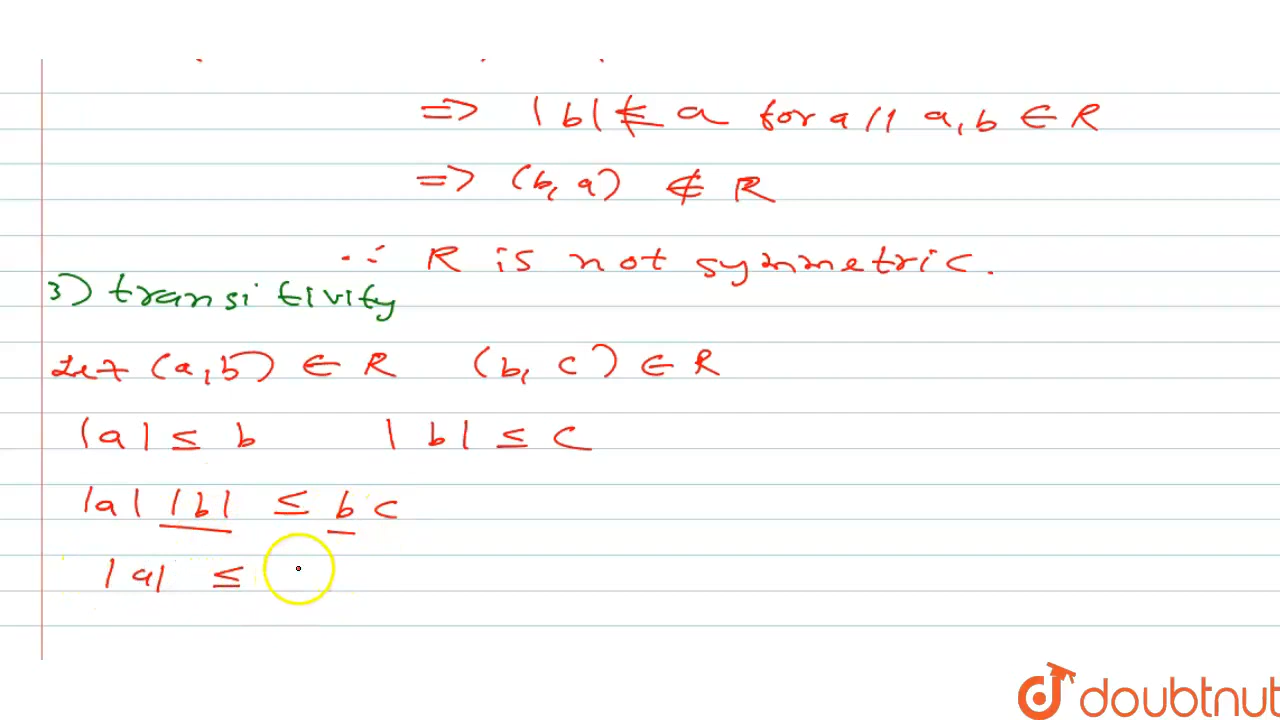 => |b| ≰ a for all a, b ∈ R
=> (b, a) ∉ R
∴ R is not symmetric.
3) transitivity
Let (a, b) ∈ R (b, c) ∈ R
|a| ≤ b |b| ≤ c
|a| |b| ≤ b c
|a| ≤
doubtnut